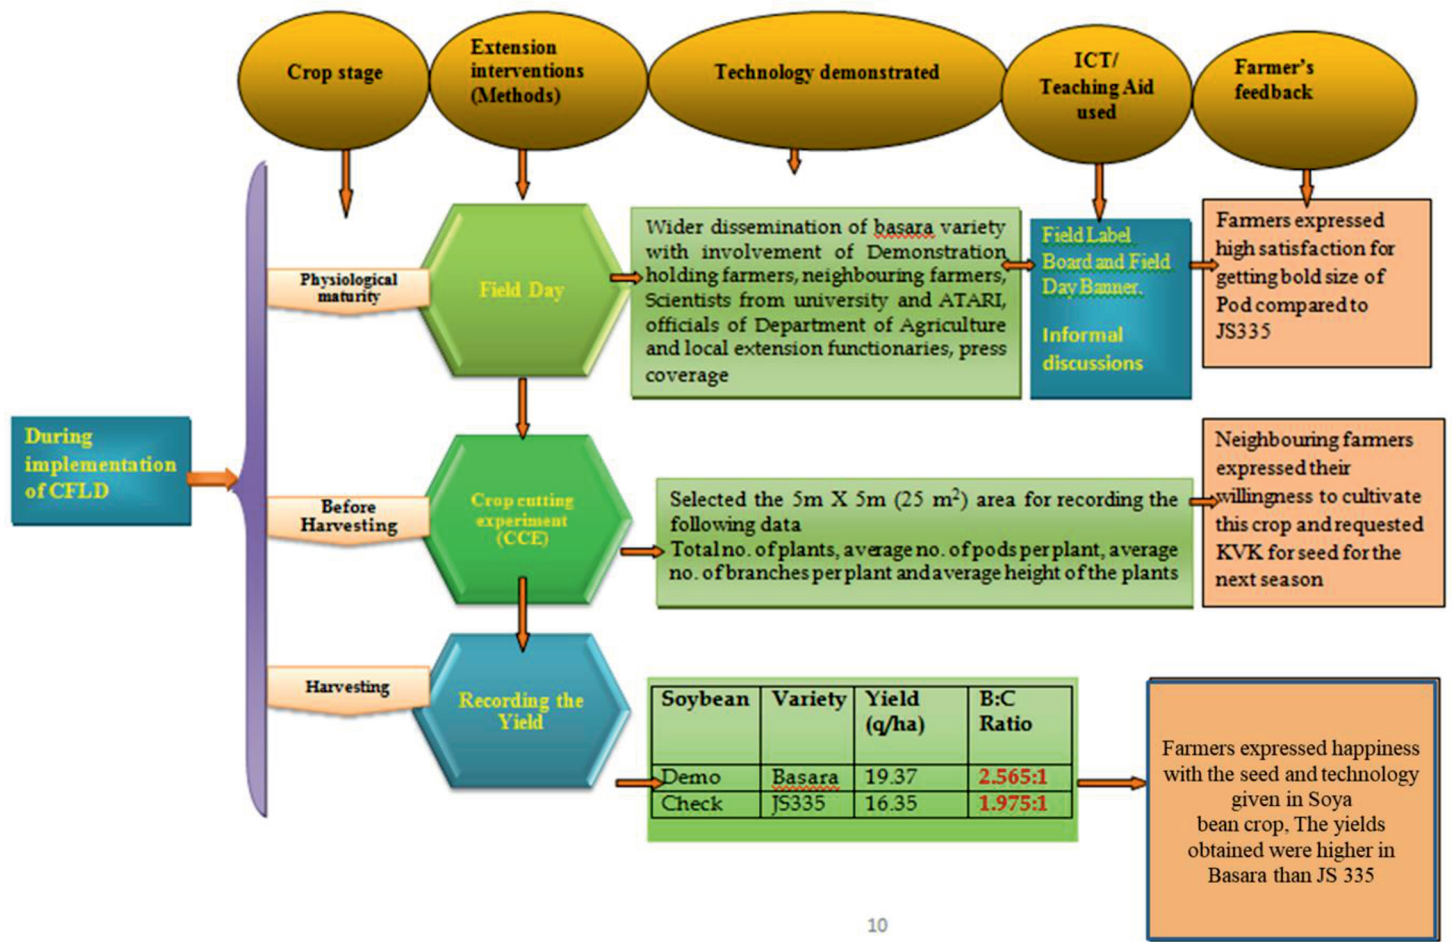 Crop stage
Extension
interventions
(Methods)
Technology demonstrated
ICT/
Teaching Aid
used
Farmer's
feedback
During
implementation
of CFLD
Physiological
maturity
Field Day
Wider dissemination of basara variety
with involvement of Demonstration
holding farmers, neighbouring farmers,
Scientists from university and ATARI,
officials of Department of Agriculture
and local extension functionaries, press
coverage
Field Label
Board and Field
Day Banner.
Informal
discussions
Farmers expressed
high satisfaction for
getting bold size of
Pod compared to
JS335
Before
Harvesting
Crop cutting
experiment
(CCE)
Selected the 5m X 5m (25 m²) area for recording the
following data
Total no. of plants, average no. of pods per plant, average
no. of branches per plant and average height of the plants
Neighbouring farmers
expressed their
willingness to cultivate
this crop and requested
KVK for seed for the
next season
Harvesting
Recording the
Yield
Soybean Variety Yield (q/ha) B:C Ratio
Demo Basara 19.37 2.565:1
Check JS335 16.35 1.975:1
Farmers expressed happiness
with the seed and technology
given in Soya
bean crop, The yields
obtained were higher in
Basara than JS 335
10